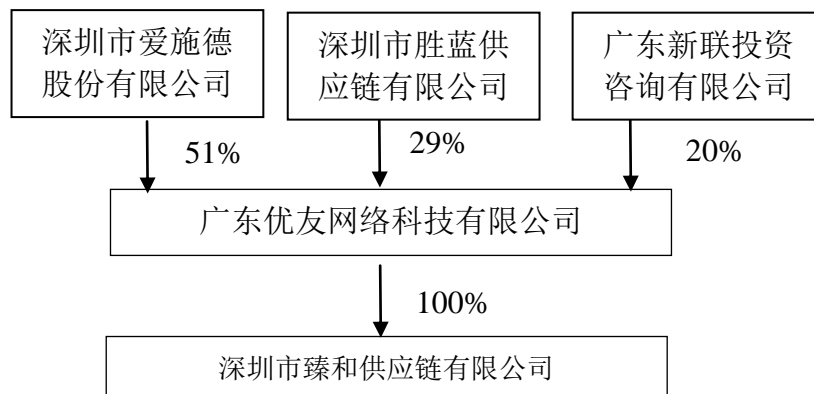 深圳市爱施德
股份有限公司
深圳市胜蓝供
应链有限公司
广东新联投资
咨询有限公司
51%
29%
20%
广东优友网络科技有限公司
100%
深圳市臻和供应链有限公司